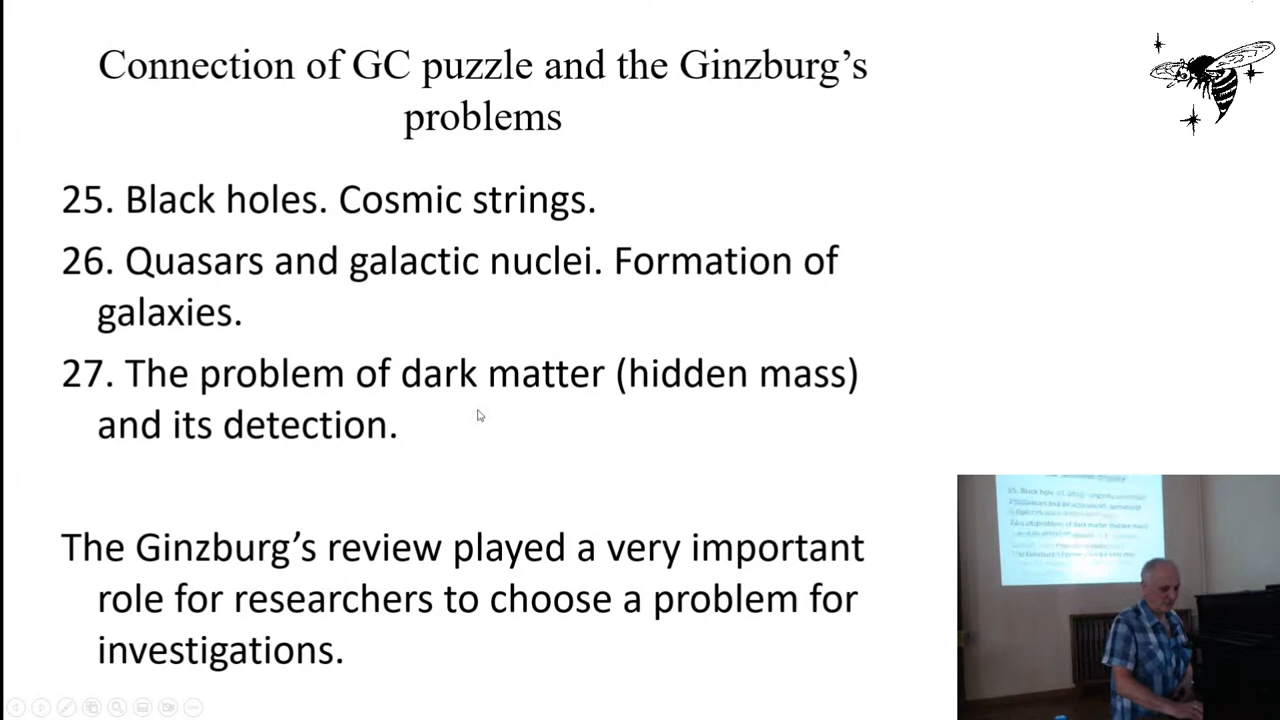 Connection of GC puzzle and the Ginzburg’s
problems
25. Black holes. Cosmic strings.
26. Quasars and galactic nuclei. Formation of
galaxies.
27. The problem of dark matter (hidden mass)
and its detection.
The Ginzburg’s review played a very important
role for researchers to choose a problem for
investigations.